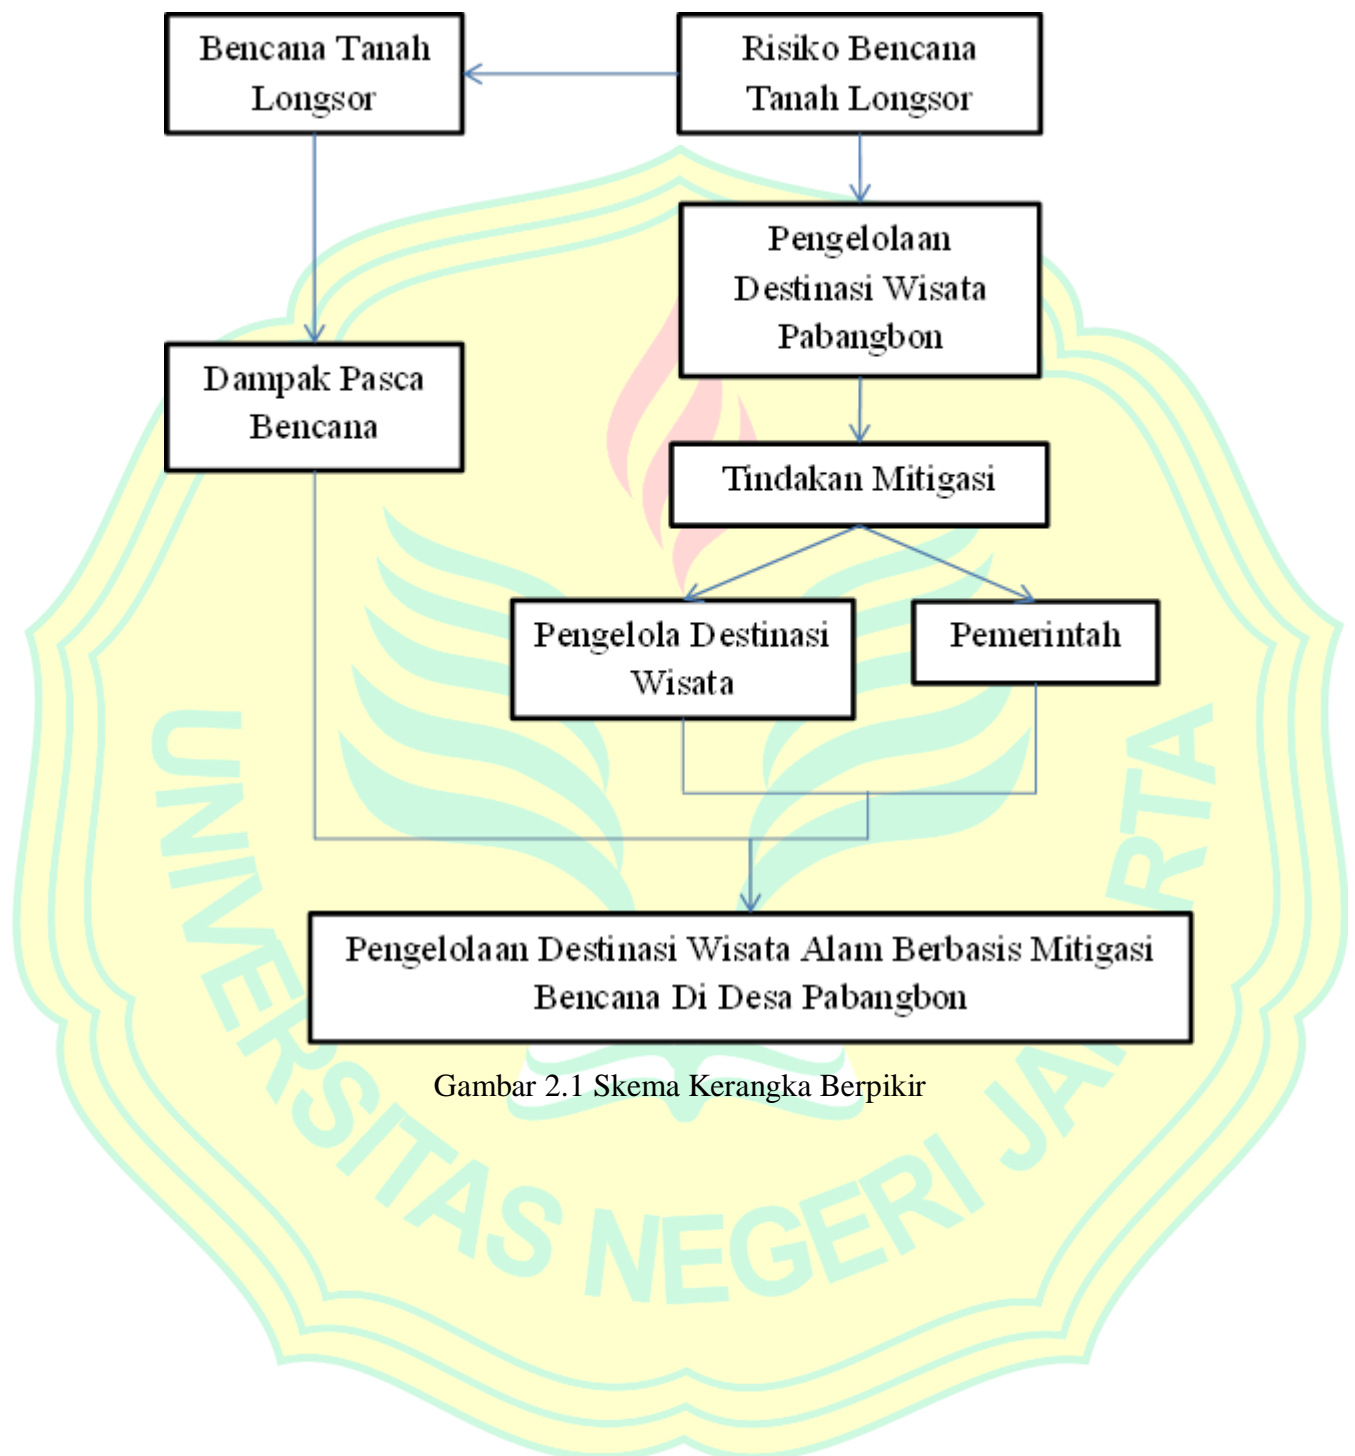 Bencana Tanah
Longsor
Risiko Bencana
Tanah Longsor
Pengelolaan
Destinasi Wisata
Pabangbon
Dampak Pasca
Bencana
Tindakan Mitigasi
Pengelola Destinasi
Wisata
Pemerintah
Pengelolaan Destinasi Wisata Alam Berbasis Mitigasi
Bencana Di Desa Pabangbon
Gambar 2.1 Skema Kerangka Berpikir
UNIVERSITAS NEGERI JAKARTA